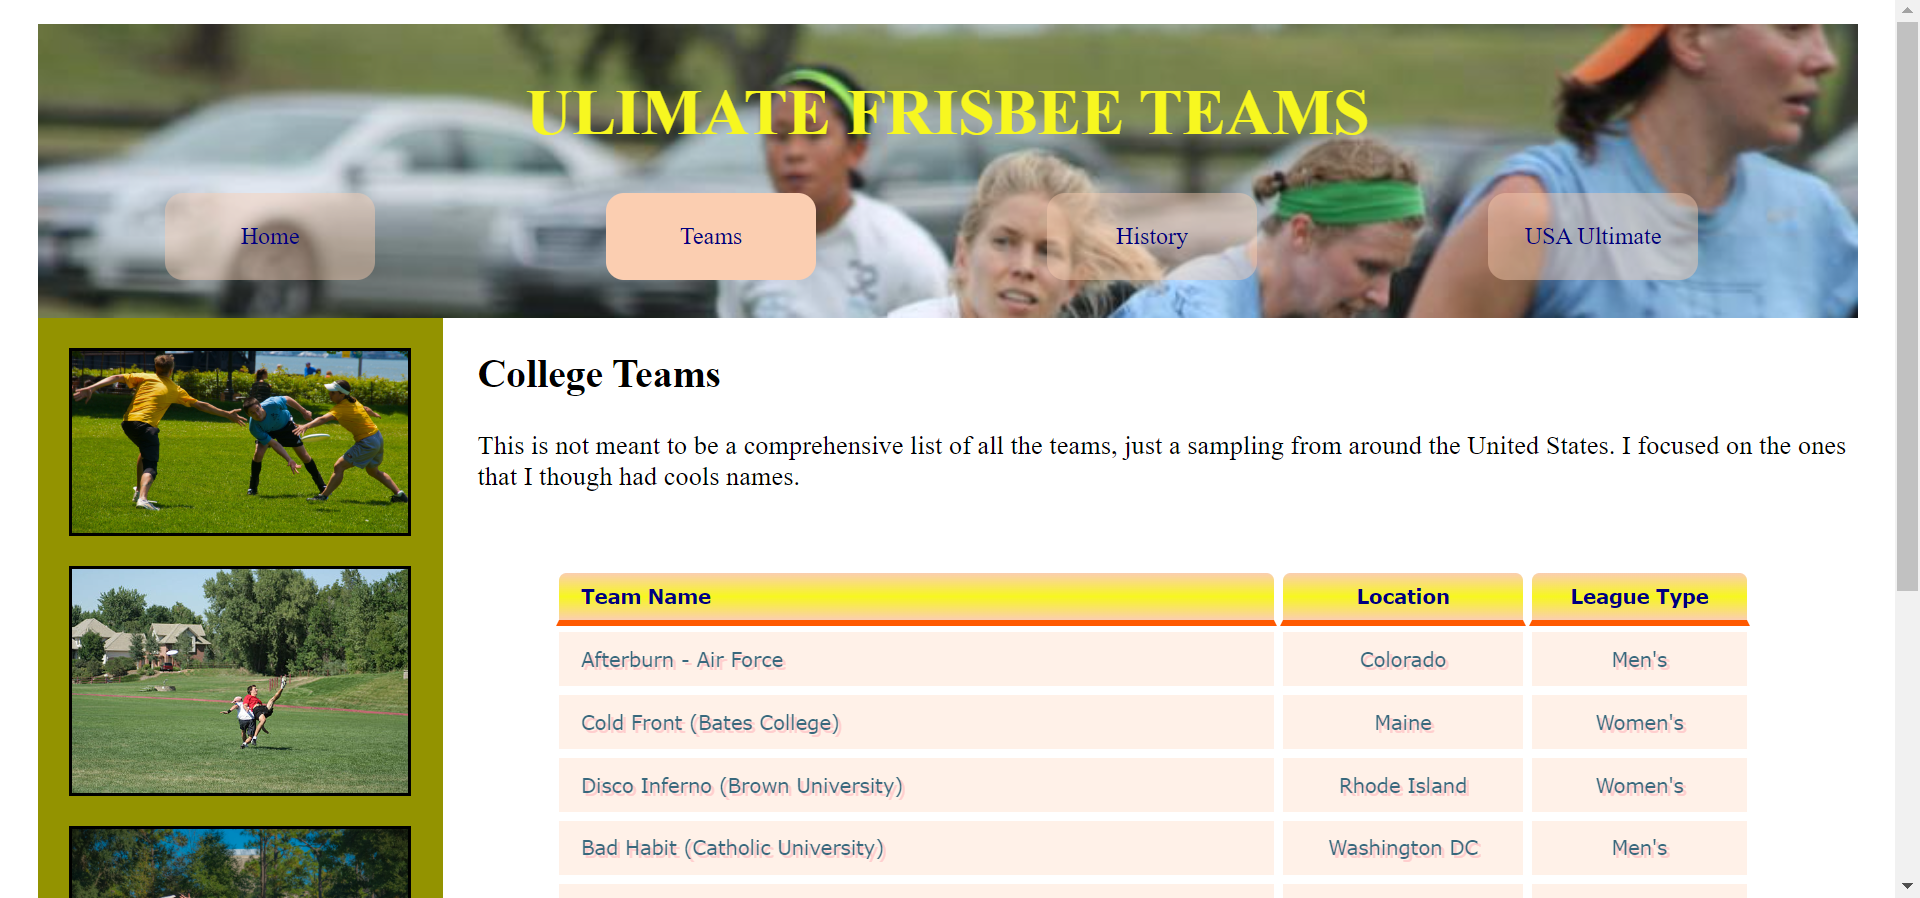 ULIMATE FRISBEE TEAMS
Home Teams History USA Ultimate
College Teams
This is not meant to be a comprehensive list of all the teams, just a sampling from around the United States. I focused on the ones
that I though had cools names.
Team Name Location League Type
Afterburn - Air Force Colorado Men's
Cold Front (Bates College) Maine Women's
Disco Inferno (Brown University) Rhode Island Women's
Bad Habit (Catholic University) Washington DC Men's